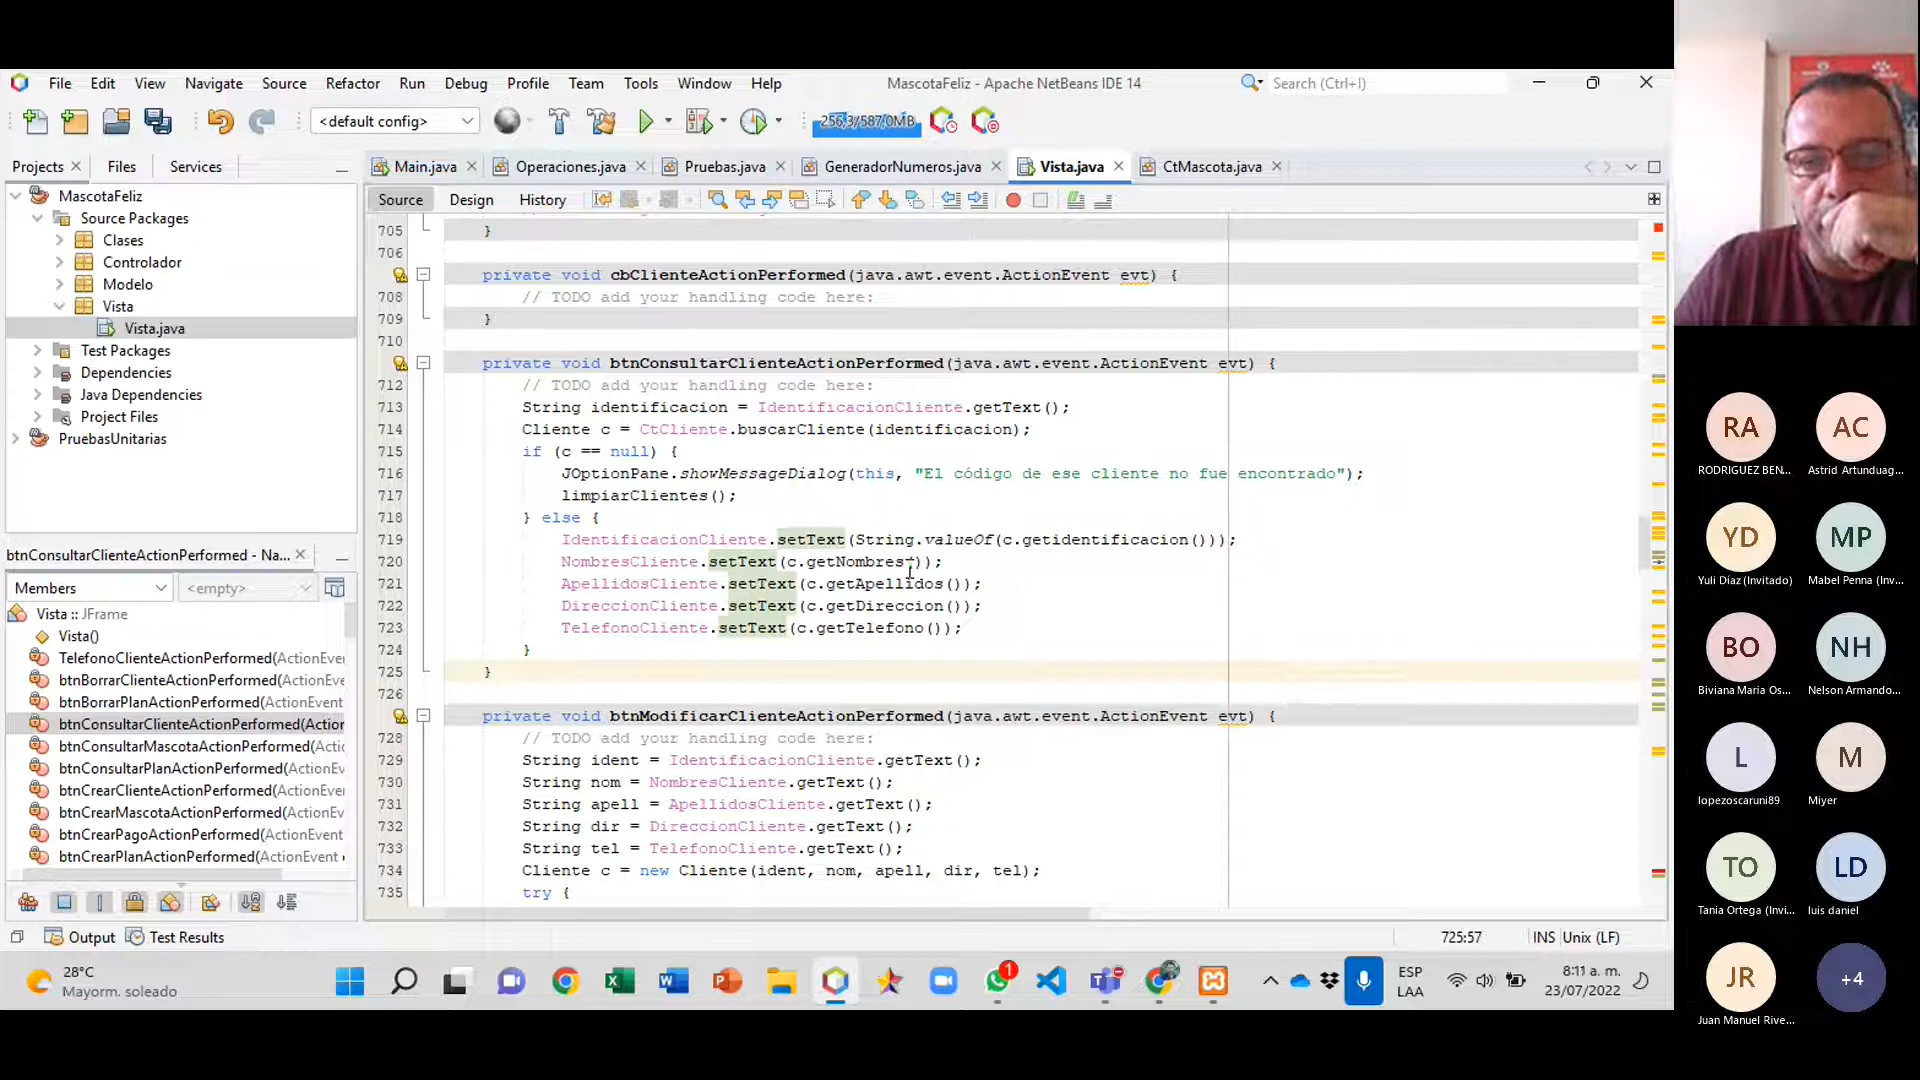 File Edit View Navigate Source Refactor Run Debug Profile Team Tools Window Help
MascotaFeliz - Apache NetBeans IDE 14
Search (Ctrl+I)
<default config>
256,3/587,0MB
Projects Files Services
Main.java Operaciones.java Pruebas.java GeneradorNumeros.java Vista.java CtMascota.java
Source Design History
MascotaFeliz
Source Packages
Clases
Controlador
Modelo
Vista
Vista.java
Test Packages
Dependencies
Java Dependencies
Project Files
PruebasUnitarias
btnConsultarClienteActionPerformed - Na...
Members
<empty>
Vista :: JFrame
Vista()
TelefonoClienteActionPerformed(ActionEve
btnBorrarClienteActionPerformed(ActionEve
btnBorrarPlanActionPerformed(ActionEvent
btnConsultarClienteActionPerformed(Action
btnConsultarMascotaActionPerformed(Actio
btnConsultarPlanActionPerformed(ActionEv
btnCrearClienteActionPerformed(ActionEver
btnCrearMascotaActionPerformed(ActionEve
btnCrearPagoActionPerformed(ActionEvent
btnCrearPlanActionPerformed(ActionEvent e
705 }
706
private void cbClienteActionPerformed(java.awt.event.ActionEvent evt) {
708 // TODO add your handling code here:
709 }
710
private void btnConsultarClienteActionPerformed(java.awt.event.ActionEvent evt) {
712 // TODO add your handling code here:
713 String identificacion = IdentificacionCliente.getText();
714 Cliente c = CtCliente.buscarCliente(identificacion);
715 if (c == null) {
716 JOptionPane.showMessageDialog(this, "El código de ese cliente no fue encontrado");
717 limpiarClientes();
718 } else {
719 IdentificacionCliente.setText(String.valueOf(c.getidentificacion()));
720 NombresCliente.setText(c.getNombres());
721 ApellidosCliente.setText(c.getApellidos());
722 DireccionCliente.setText(c.getDireccion());
723 TelefonoCliente.setText(c.getTelefono());
724 }
725 }
726
private void btnModificarClienteActionPerformed(java.awt.event.ActionEvent evt) {
728 // TODO add your handling code here:
729 String ident = IdentificacionCliente.getText();
730 String nom = NombresCliente.getText();
731 String apell = ApellidosCliente.getText();
732 String dir = DireccionCliente.getText();
733 String tel = TelefonoCliente.getText();
734 Cliente c = new Cliente(ident, nom, apell, dir, tel);
735 try {
Output Test Results
725:57 INS Unix (LF)
28°C
Mayorm. soleado
1
ESP
LAA
8:11 a. m.
23/07/2022
RA
RODRIGUEZ BEN...
AC
Astrid Artunduag...
YD
Yuli Díaz (Invitado)
MP
Mabel Penna (Inv...
BO
Biviana Maria Os...
NH
Nelson Armando...
L
lopezoscaruni89
M
Miyer
TO
Tania Ortega (Invi...
LD
luis daniel
JR
Juan Manuel Rive...
+4